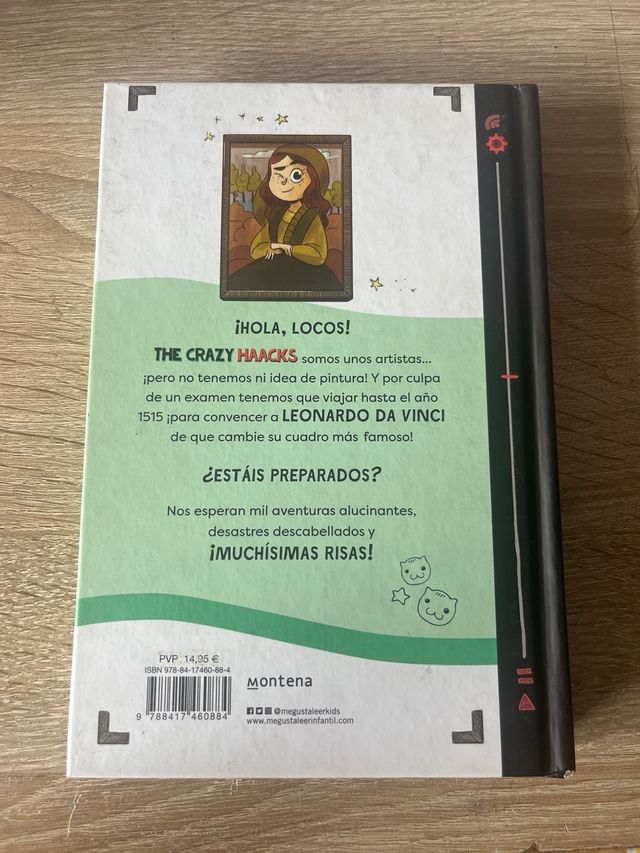 ¡HOLA, LOCOS!
THE CRAZY HAACKS somos unos artistas...
¡pero no tenemos ni idea de pintura! Y por culpa
de un examen tenemos que viajar hasta el año
1515 ¡para convencer a LEONARDO DA VINCI
de que cambie su cuadro más famoso!
¿ESTÁIS PREPARADOS?
Nos esperan mil aventuras alucinantes,
desastres descabellados y
¡MUCHÍSIMAS RISAS!
PVP 14,95 €
ISBN 978-84-17460-88-4
9 788417 460884
Montena
@megustaleerkids
www.megustaleerinfantil.com